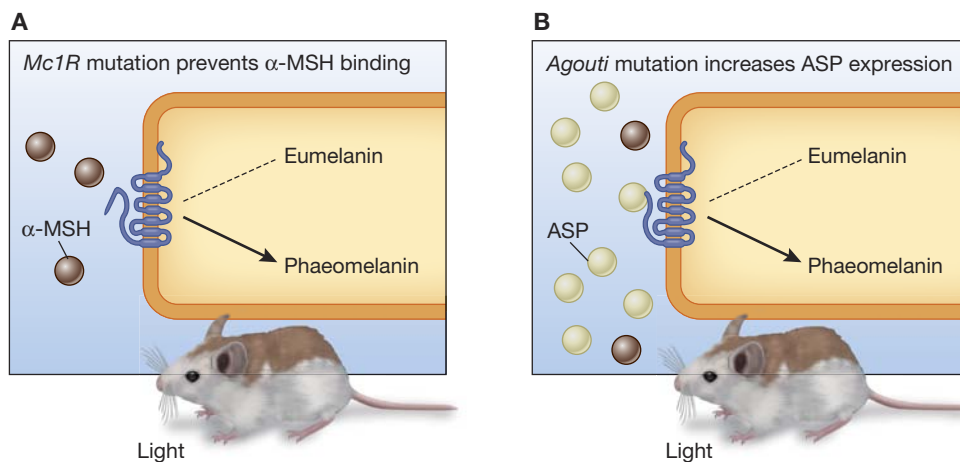 A
Mc1R mutation prevents α-MSH binding
Eumelanin
α-MSH
Phaeomelanin
Light
B
Agouti mutation increases ASP expression
Eumelanin
ASP
Phaeomelanin
Light